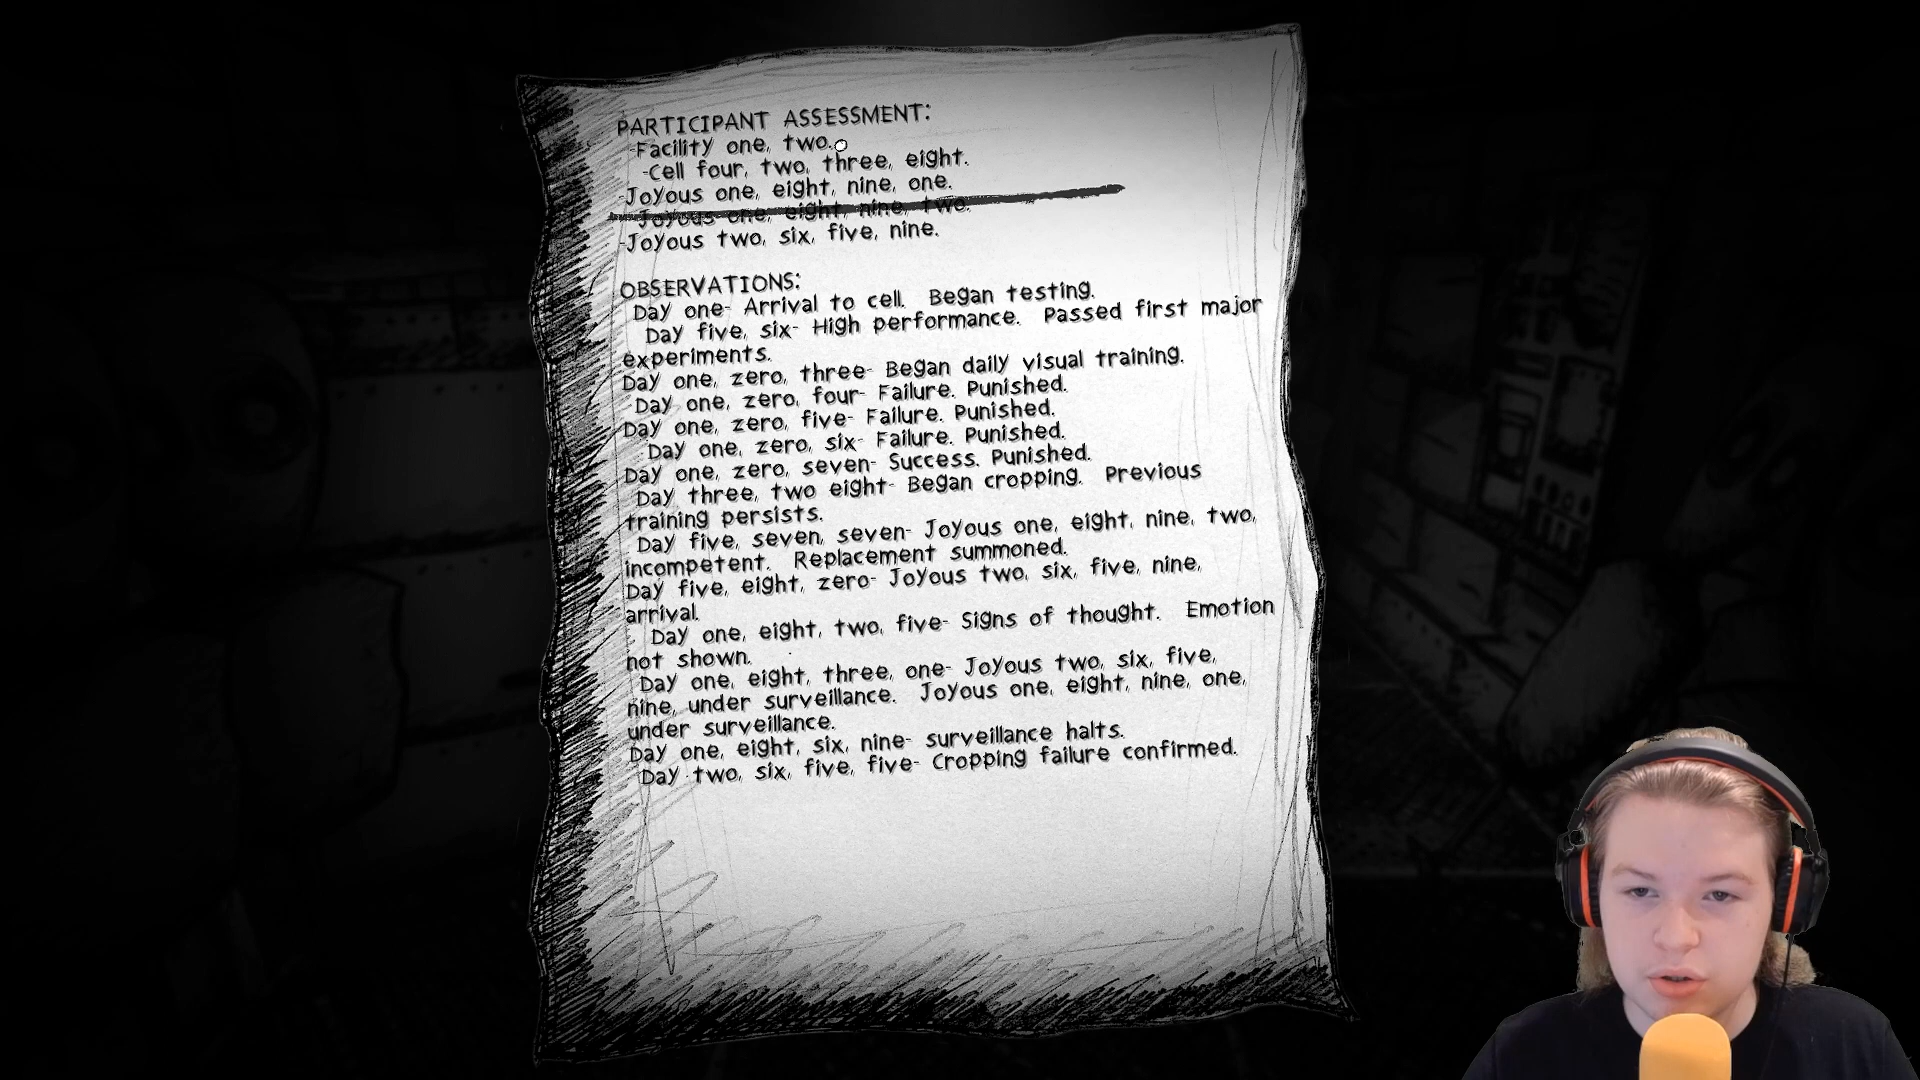 PARTICIPANT ASSESSMENT:
-Facility one, two.
-Cell four, two, three, eight.
-Joyous one, eight, nine, one.
-Joyous one, eight, nine, two.
-Joyous two, six, five, nine.
OBSERVATIONS:
Day one- Arrival to cell. Began testing.
Day five, six- High performance. Passed first major
experiments.
Day one, zero, three- Began daily visual training.
Day one, zero, four- Failure. Punished.
Day one, zero, five- Failure. Punished.
Day one, zero, six- Failure. Punished.
Day one, zero, seven- Success. Punished.
Day three, two eight- Began cropping. Previous
training persists.
Day five, seven, seven- Joyous one, eight, nine, two,
incompetent. Replacement summoned.
Day five, eight, zero- Joyous two, six, five, nine,
arrival.
Day one, eight, two, five- Signs of thought. Emotion
not shown.
Day one, eight, three, one- Joyous two, six, five,
nine, under surveillance. Joyous one, eight, nine, one,
under surveillance.
Day one, eight, six, nine- surveillance halts.
Day two, six, five, five- Cropping failure confirmed.